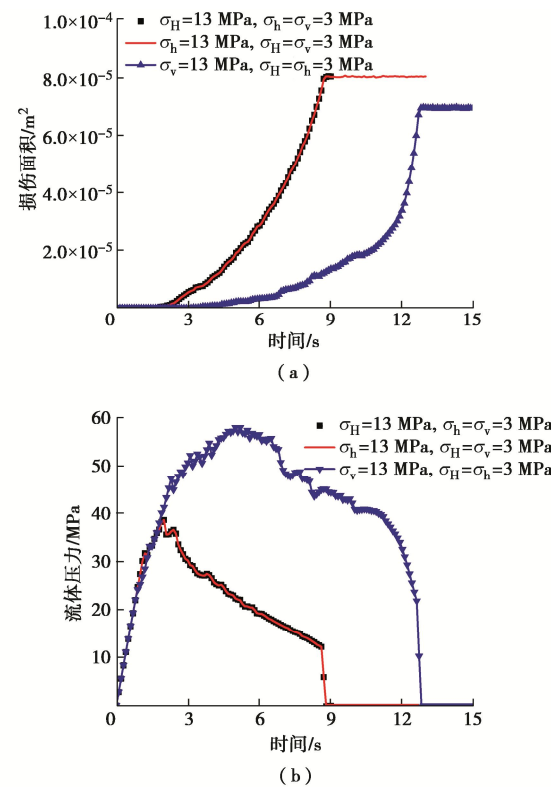 1.0×10⁻⁴
σH=13 MPa, σh=σv=3 MPa
σh=13 MPa, σH=σv=3 MPa
σv=13 MPa, σH=σh=3 MPa
8.0×10⁻⁵
6.0×10⁻⁵
4.0×10⁻⁵
2.0×10⁻⁵
损伤面积/m²
0 3 6 9 12 15
时间/s
(a)
60
σH=13 MPa, σh=σv=3 MPa
σh=13 MPa, σH=σv=3 MPa
σv=13 MPa, σH=σh=3 MPa
50
40
30
20
10
流体压力/MPa
0 3 6 9 12 15
时间/s
(b)